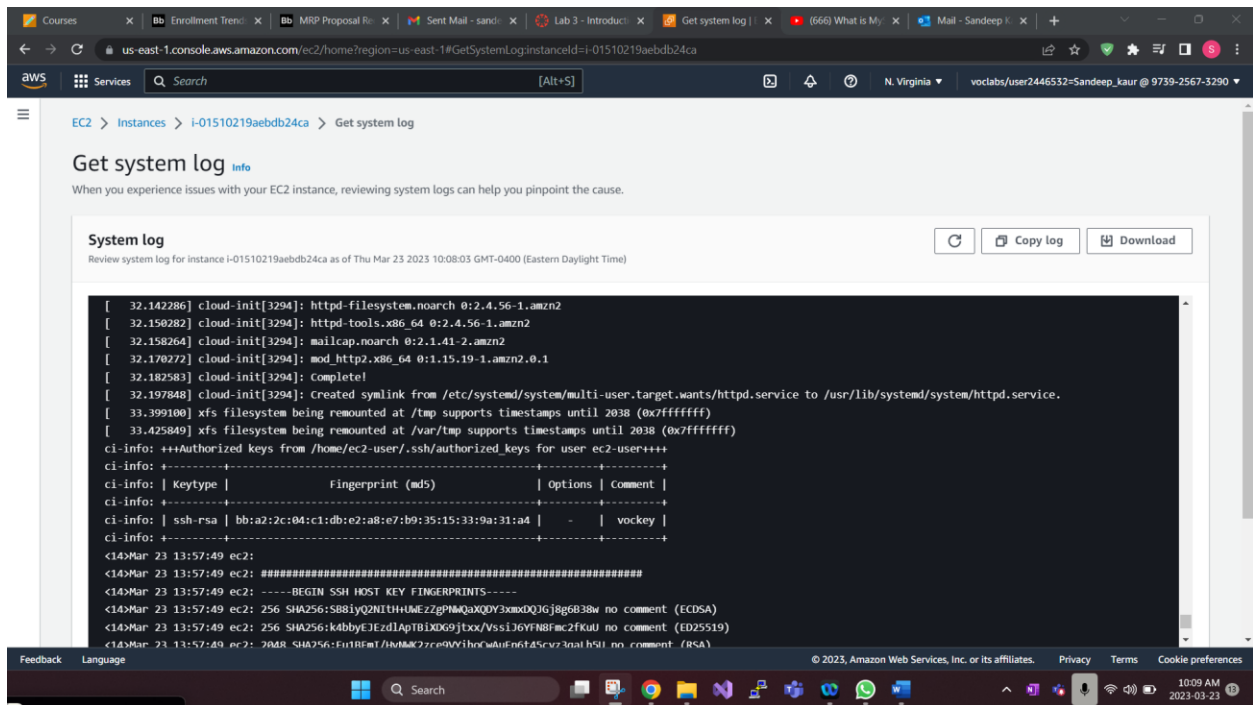 Courses
Enrollment Trend
MRP Proposal Re
Sent Mail - sande
Lab 3 - Introducti
Get system log |
(666) What is My
Mail - Sandeep K
us-east-1.console.aws.amazon.com/ec2/home?region=us-east-1#GetSystemLog:instanceId=i-01510219aebdb24ca
aws Services Search [Alt+S] N. Virginia voclabs/user2446532=Sandeep_kaur @ 9739-2567-3290
EC2 > Instances > i-01510219aebdb24ca > Get system log
Get system log Info
When you experience issues with your EC2 instance, reviewing system logs can help you pinpoint the cause.
System log
Copy log
Download
Review system log for instance i-01510219aebdb24ca as of Thu Mar 23 2023 10:08:03 GMT-0400 (Eastern Daylight Time)
[ 32.142286] cloud-init[3294]: httpd-filesystem.noarch 0:2.4.56-1.amzn2
[ 32.150282] cloud-init[3294]: httpd-tools.x86_64 0:2.4.56-1.amzn2
[ 32.158264] cloud-init[3294]: mailcap.noarch 0:2.1.41-2.amzn2
[ 32.170272] cloud-init[3294]: mod_http2.x86_64 0:1.15.19-1.amzn2.0.1
[ 32.182583] cloud-init[3294]: Complete!
[ 32.197848] cloud-init[3294]: Created symlink from /etc/systemd/system/multi-user.target.wants/httpd.service to /usr/lib/systemd/system/httpd.service.
[ 33.399100] xfs filesystem being remounted at /tmp supports timestamps until 2038 (0x7fffffff)
[ 33.425849] xfs filesystem being remounted at /var/tmp supports timestamps until 2038 (0x7fffffff)
ci-info: +++Authorized keys from /home/ec2-user/.ssh/authorized_keys for user ec2-user++++
ci-info: +---------+-------------------------------------------------+---------+---------+
ci-info: | Keytype | Fingerprint (md5) | Options | Comment |
ci-info: +---------+-------------------------------------------------+---------+---------+
ci-info: | ssh-rsa | bb:a2:2c:04:c1:db:e2:a8:e7:b9:35:15:33:9a:31:a4 | - | vockey |
ci-info: +---------+-------------------------------------------------+---------+---------+
<14>Mar 23 13:57:49 ec2:
<14>Mar 23 13:57:49 ec2: #############################################################
<14>Mar 23 13:57:49 ec2: -----BEGIN SSH HOST KEY FINGERPRINTS-----
<14>Mar 23 13:57:49 ec2: 256 SHA256:SB8iyQ2NItH+UWEzZgPNWQaXQDY3xmxDQJGj8g6B38w no comment (ECDSA)
<14>Mar 23 13:57:49 ec2: 256 SHA256:k4bbyEJEzdlApTBiXDG9jtxx/VssiJ6YFN8Fmc2fKuU no comment (ED25519)
<14>Mar 23 13:57:49 ec2: 2048 no comment (RSA)
Feedback Language © 2023, Amazon Web Services, Inc. or its affiliates. Privacy Terms Cookie preferences
Search
10:09 AM
2023-03-23